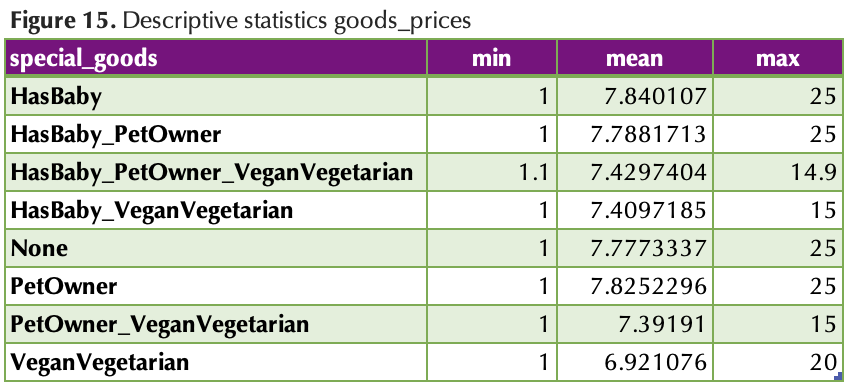 Figure 15. Descriptive statistics goods_prices
special_goods min mean max
HasBaby 1 7.840107 25
HasBaby_PetOwner 1 7.7881713 25
HasBaby_PetOwner_VeganVegetarian 1.1 7.4297404 14.9
HasBaby_VeganVegetarian 1 7.4097185 15
None 1 7.7773337 25
PetOwner 1 7.8252296 25
PetOwner_VeganVegetarian 1 7.39191 15
VeganVegetarian 1 6.921076 20